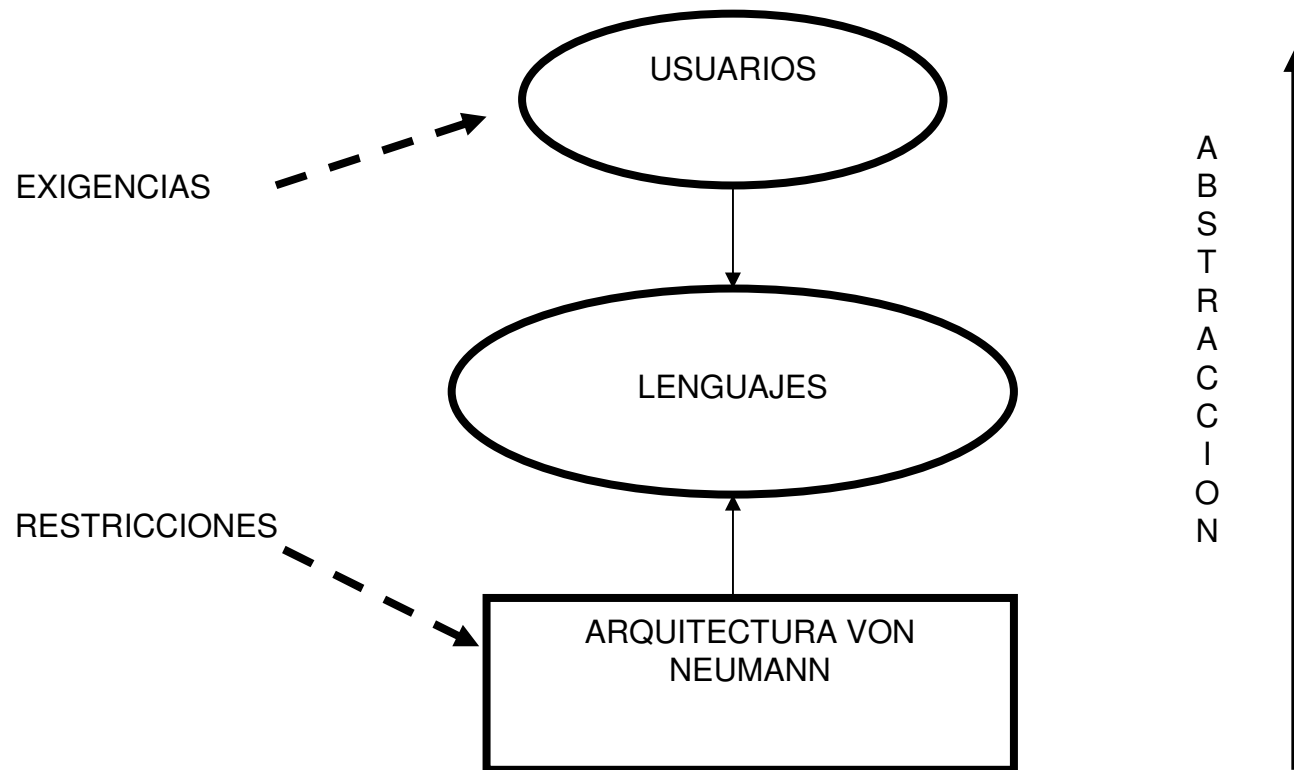 USUARIOS
EXIGENCIAS
LENGUAJES
RESTRICCIONES
ARQUITECTURA VON
NEUMANN
A
B
S
T
R
A
C
C
I
O
N